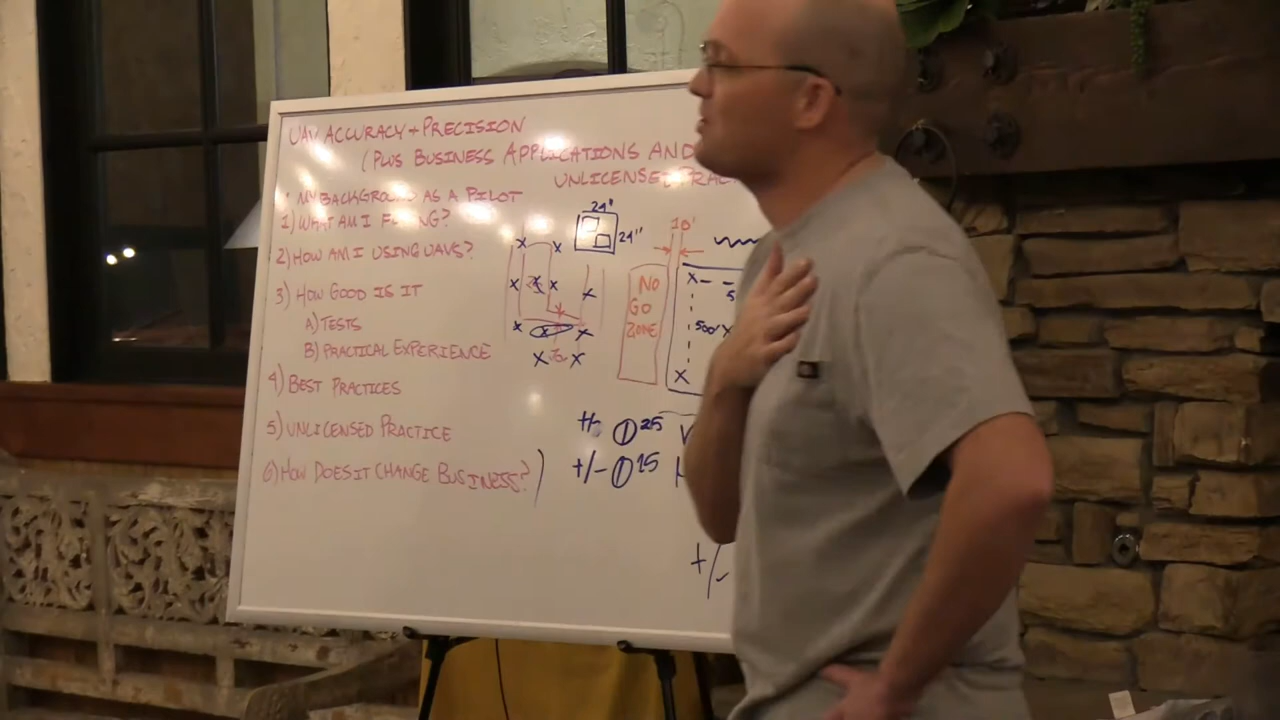 UAV ACCURACY + PRECISION
(PLUS BUSINESS APPLICATIONS AND
UNLICENSED PRAC
* MY BACKGROUND AS A PILOT
1) WHAT AM I FLYING?
2) HOW AM I USING UAVS?
3) HOW GOOD IS IT
A) TESTS
B) PRACTICAL EXPERIENCE
4) BEST PRACTICES
5) UNLICENSED PRACTICE
6) HOW DOES IT CHANGE BUSINESS?)
24"
24"
10'
NO
GO
ZONE
500'
25
+/- 15
+/-